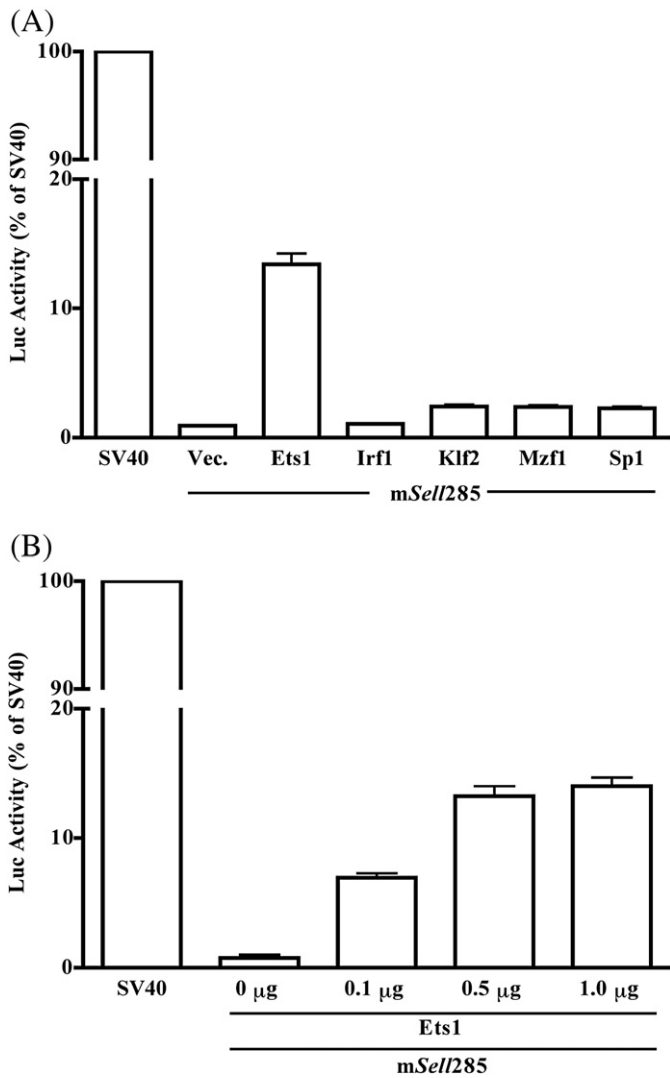 (A)
Luc Activity (% of SV40)
100
90
20
10
0
SV40 Vec. Ets1 Irf1 Klf2 Mzf1 Sp1
mSell285
(B)
Luc Activity (% of SV40)
100
90
20
10
0
SV40 0 μg 0.1 μg 0.5 μg 1.0 μg
Ets1
mSell285